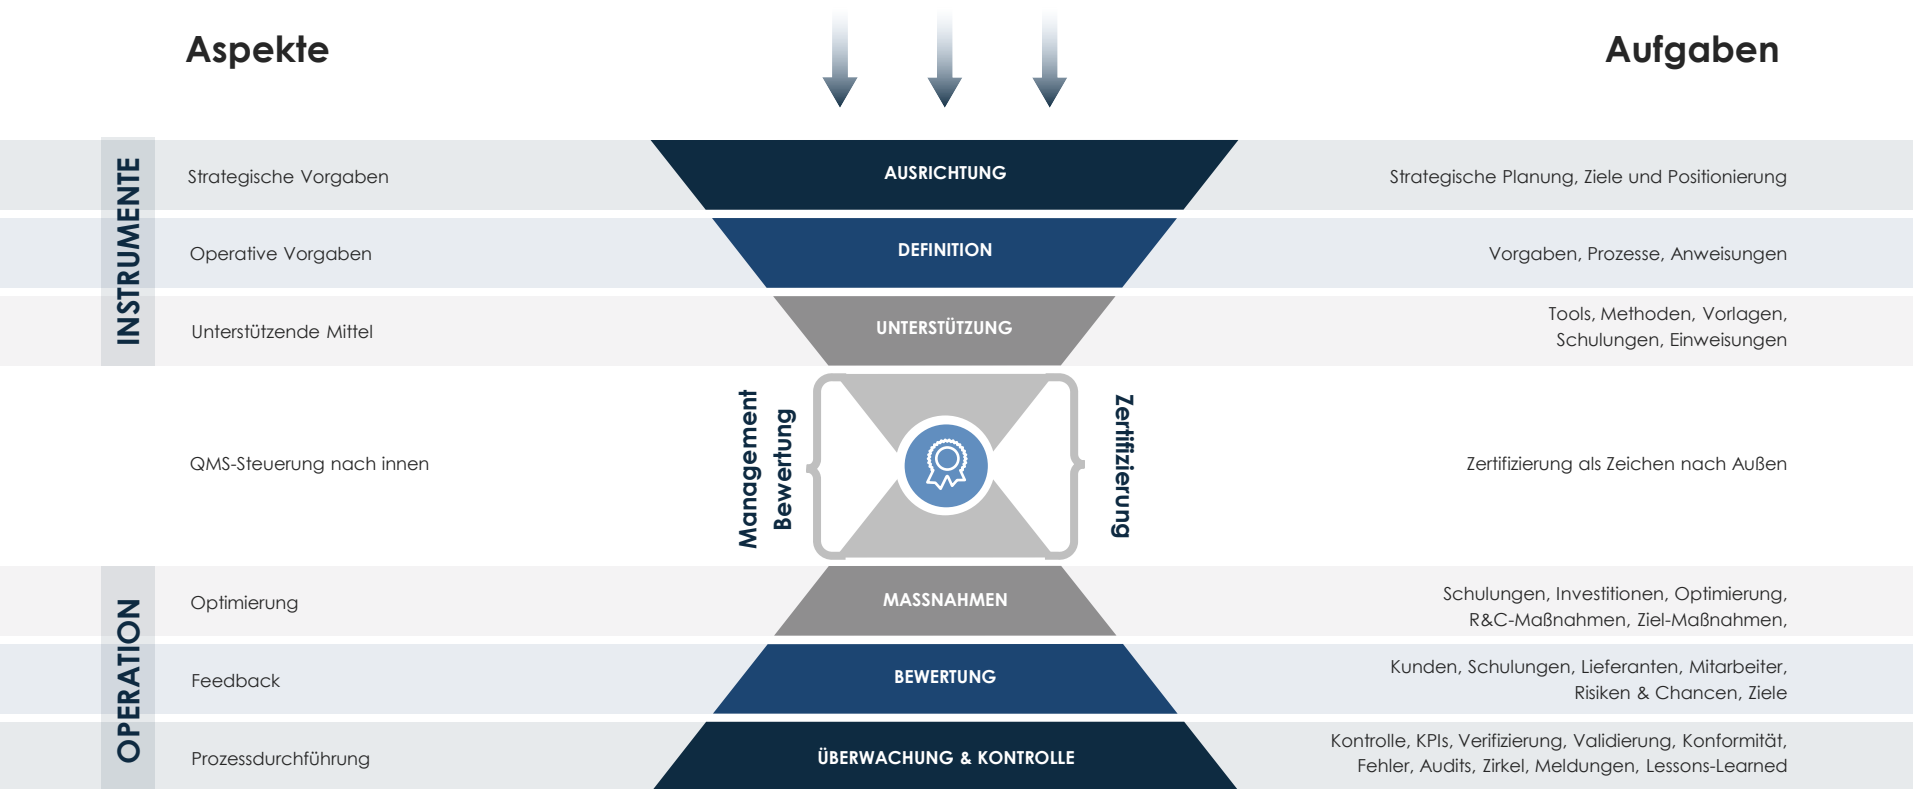 Aspekte
Aufgaben
INSTRUMENTE
Strategische Vorgaben
AUSRICHTUNG
Strategische Planung, Ziele und Positionierung
Operative Vorgaben
DEFINITION
Vorgaben, Prozesse, Anweisungen
Unterstützende Mittel
UNTERSTÜTZUNG
Tools, Methoden, Vorlagen,
Schulungen, Einweisungen
QMS-Steuerung nach innen
Management
Bewertung
Zertifizierung
Zertifizierung als Zeichen nach Außen
OPERATION
Optimierung
MASSNAHMEN
Schulungen, Investitionen, Optimierung,
R&C-Maßnahmen, Ziel-Maßnahmen,
Feedback
BEWERTUNG
Kunden, Schulungen, Lieferanten, Mitarbeiter,
Risiken & Chancen, Ziele
Prozessdurchführung
ÜBERWACHUNG & KONTROLLE
Kontrolle, KPIs, Verifizierung, Validierung, Konformität,
Fehler, Audits, Zirkel, Meldungen, Lessons-Learned